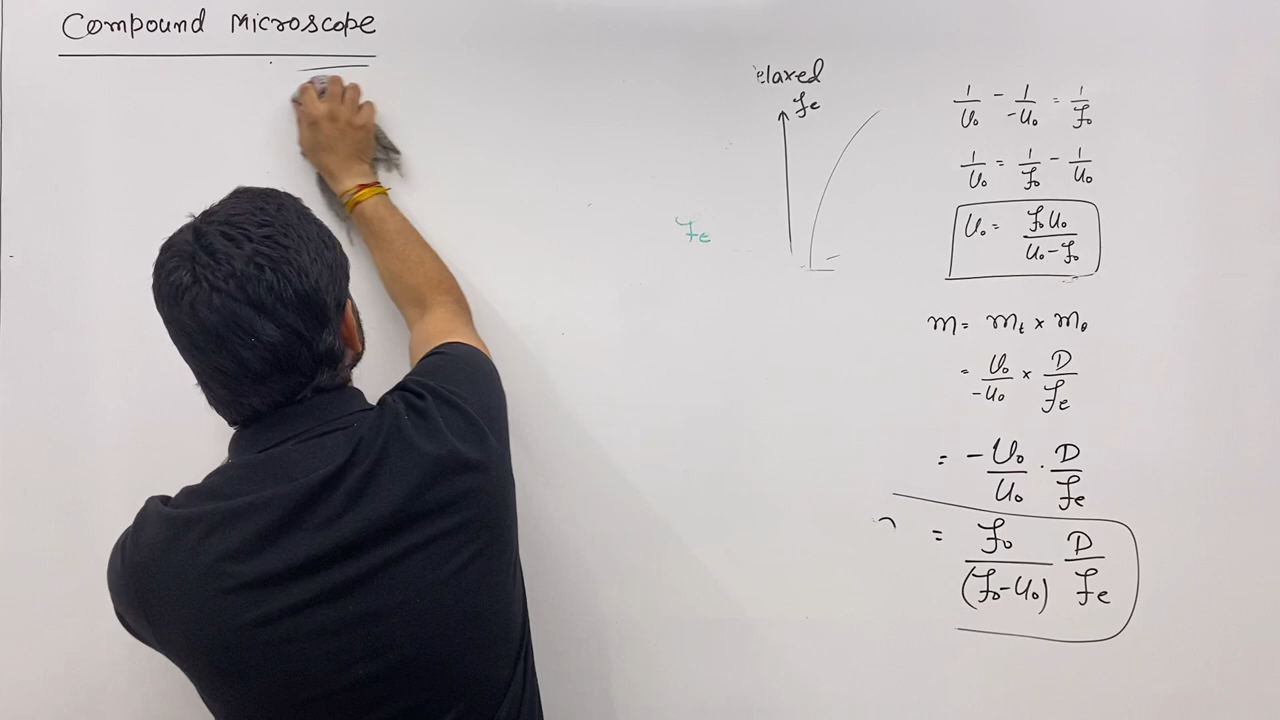 Compound Microscope
elaxed
fe
fe
1/v₀ - 1/-u₀ = 1/f₀
1/v₀ = 1/f₀ - 1/u₀
v₀ = f₀u₀/u₀-f₀
m = mₜ × mθ
= v₀/-u₀ × D/fe
= -v₀/u₀ . D/fe
= f₀/(f₀-u₀) D/fe